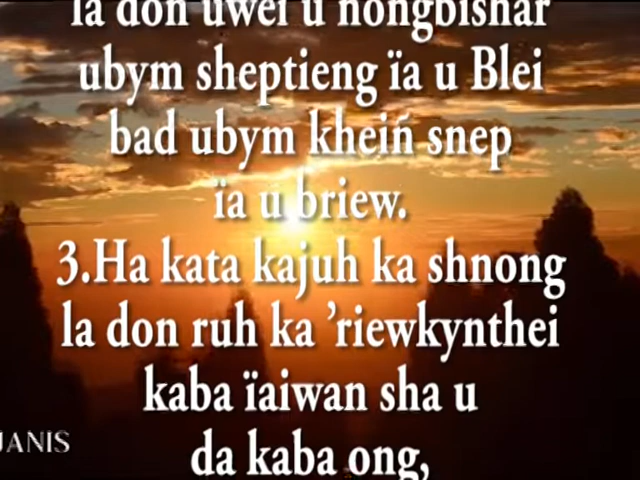 la don uwei u nongbishar
ubym sheptieng ïa u Blei
bad ubym kheiń snep
ïa u briew.
3.Ha kata kajuh ka shnong
la don ruh ka ’riewkynthei
kaba ïaiwan sha u
da kaba ong,
JANIS